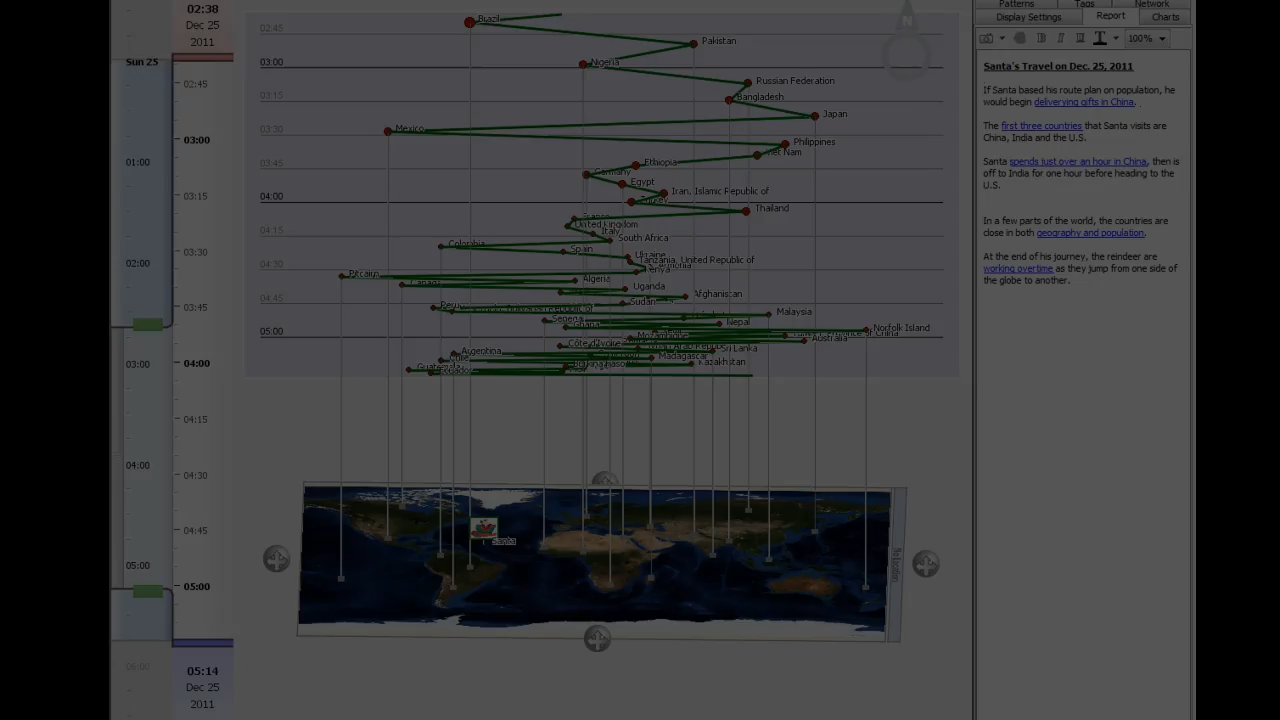 02:38
Dec 25
2011
Sun 25
01:00
02:00
03:00
04:00
05:00
06:00
02:45
03:00
03:15
03:30
03:45
04:00
04:15
04:30
04:45
05:00
05:14
Dec 25
2011
02:45
03:00
03:15
03:30
03:45
04:00
04:15
04:30
04:45
05:00
N
Brazil
Pakistan
Nigeria
Russian Federation
Bangladesh
Japan
Mexico
Philippines
Viet Nam
Ethiopia
Germany
Egypt
Iran, Islamic Republic of
Thailand
France
United Kingdom
Italy
South Africa
Colombia
Spain
Ukraine
Tanzania, United Republic of
Kenya
Pitcairn
Algeria
Canada
Uganda
Afghanistan
Sudan
Peru
Malaysia
Senegal
Nepal
Ghana
Norfolk Island
Australia
Côte d'Ivoire
Sri Lanka
Argentina
Madagascar
Kazakhstan
Guatemala
Santa
Patterns
Tags
Network
Display Settings
Report
Charts
B I U T 100%
Santa's Travel on Dec. 25, 2011
If Santa based his route plan on population, he
would begin deliverying gifts in China.
The first three countries that Santa visits are
China, India and the U.S.
Santa spends just over an hour in China, then is
off to India for one hour before heading to the
U.S.
In a few parts of the world, the countries are
close in both geography and population.
At the end of his journey, the reindeer are
working overtime as they jump from one side of
the globe to another.